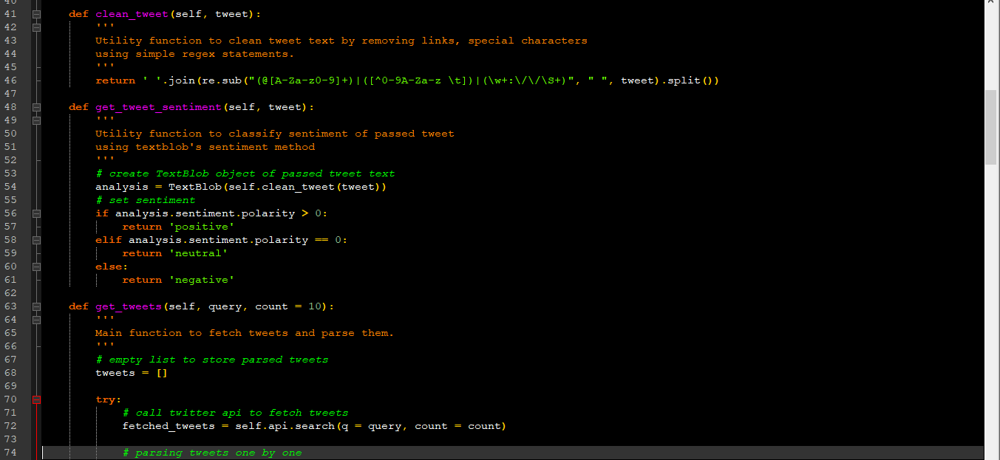 40
41 def clean_tweet(self, tweet):
42 '''
43 Utility function to clean tweet text by removing links, special characters
44 using simple regex statements.
45 '''
46 return ' '.join(re.sub("(@[A-Za-z0-9]+)|([^0-9A-Za-z \t])|(\w+:\/\/\S+)", " ", tweet).split())
47
48 def get_tweet_sentiment(self, tweet):
49 '''
50 Utility function to classify sentiment of passed tweet
51 using textblob's sentiment method
52 '''
53 # create TextBlob object of passed tweet text
54 analysis = TextBlob(self.clean_tweet(tweet))
55 # set sentiment
56 if analysis.sentiment.polarity > 0:
57 return 'positive'
58 elif analysis.sentiment.polarity == 0:
59 return 'neutral'
60 else:
61 return 'negative'
62
63 def get_tweets(self, query, count = 10):
64 '''
65 Main function to fetch tweets and parse them.
66 '''
67 # empty list to store parsed tweets
68 tweets = []
69
70 try:
71 # call twitter api to fetch tweets
72 fetched_tweets = self.api.search(q = query, count = count)
73
74 # parsing tweets one by one